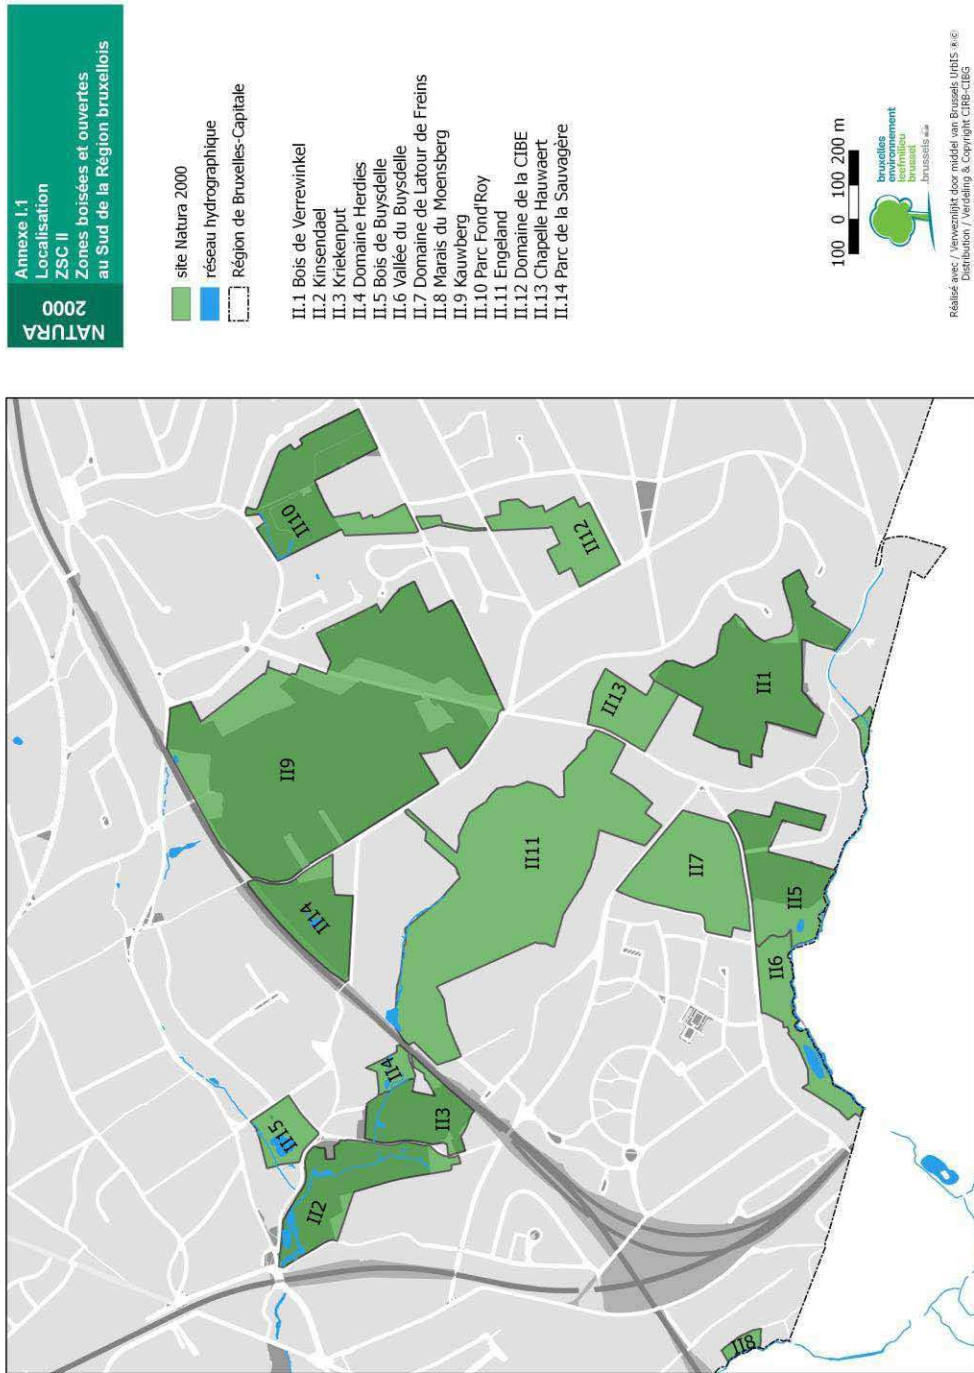 NATURA
2000
Annexe I.1
Localisation
ZSC II
Zones boisées et ouvertes
au Sud de la Région bruxellois
site Natura 2000
réseau hydrographique
Région de Bruxelles-Capitale
II.1 Bois de Verrewinkel
II.2 Kinsendael
II.3 Kriekenput
II.4 Domaine Herdies
II.5 Bois de Buysdelle
II.6 Vallée du Buysdelle
II.7 Domaine de Latour de Freins
II.8 Marais du Moensberg
II.9 Kauwberg
II.10 Parc Fond'Roy
II.11 Engeland
II.12 Domaine de la CIBE
II.13 Chapelle Hauwaert
II.14 Parc de la Sauvagère
100 0 100 200 m
bruxelles
environnement
leefmilieu
brussel
.brussels
Réalisé avec / Verwezenlijkt door middel van Brussels UrbIS ®©
Distribution / Verdeling & Copyright CIRB-CIBG
II10
II12
II9
II13
II1
II11
II7
II14
II5
II6
II4
II3
II15
II2
II8